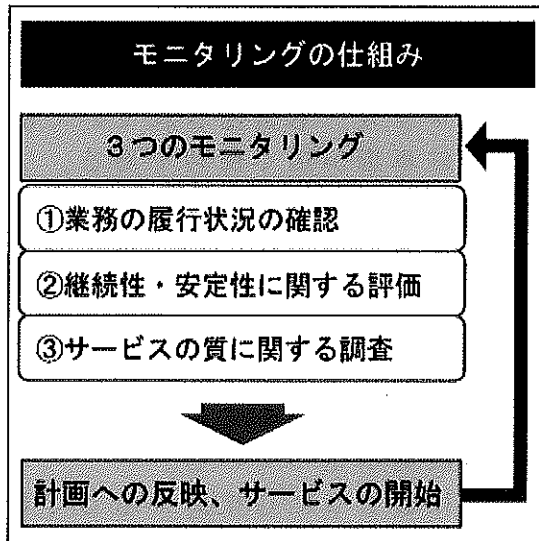 モニタリングの仕組み
３つのモニタリング
①業務の履行状況の確認
②継続性・安定性に関する評価
③サービスの質に関する調査
計画への反映、サービスの開始